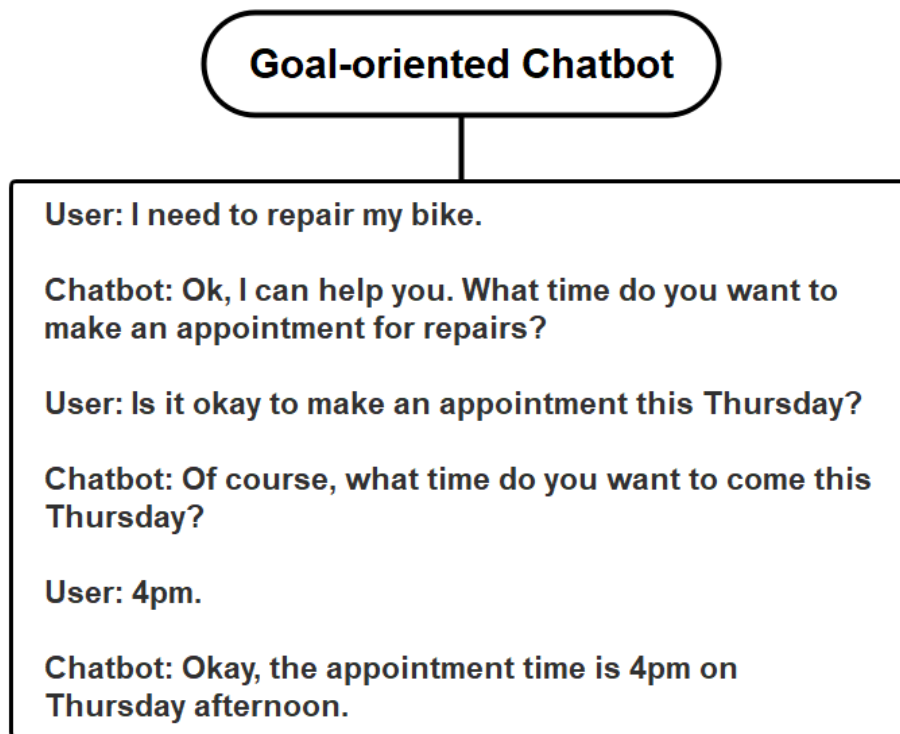 Goal-oriented Chatbot
User: I need to repair my bike.
Chatbot: Ok, I can help you. What time do you want to
make an appointment for repairs?
User: Is it okay to make an appointment this Thursday?
Chatbot: Of course, what time do you want to come this
Thursday?
User: 4pm.
Chatbot: Okay, the appointment time is 4pm on
Thursday afternoon.